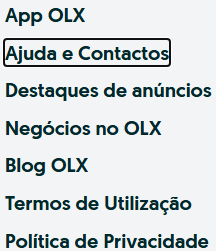 App OLX
Ajuda e Contactos
Destaques de anúncios
Negócios no OLX
Blog OLX
Termos de Utilização
Política de Privacidade